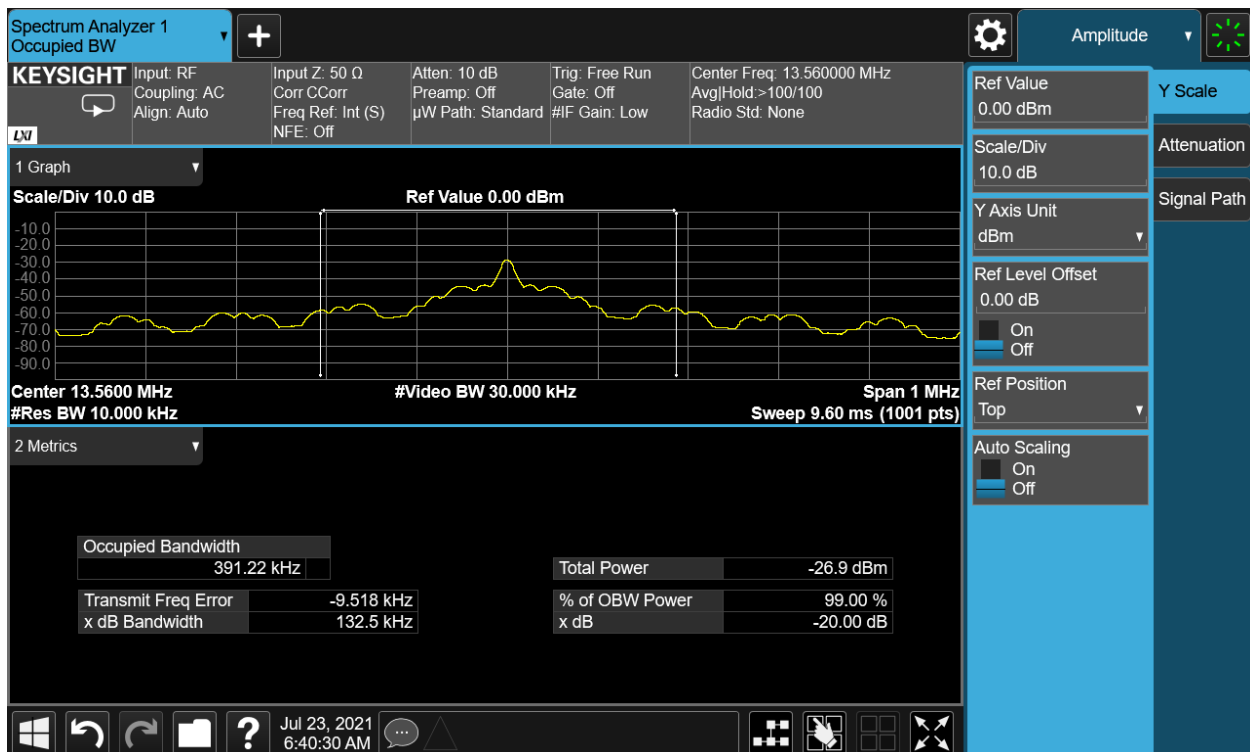 Spectrum Analyzer 1
Occupied BW
Amplitude
KEYSIGHT
LXI
Input: RF
Coupling: AC
Align: Auto
Input Z: 50 Ω
Corr CCorr
Freq Ref: Int (S)
NFE: Off
Atten: 10 dB
Preamp: Off
µW Path: Standard
Trig: Free Run
Gate: Off
#IF Gain: Low
Center Freq: 13.560000 MHz
Avg|Hold:>100/100
Radio Std: None
1 Graph
Scale/Div 10.0 dB
Ref Value 0.00 dBm
-10.0
-20.0
-30.0
-40.0
-50.0
-60.0
-70.0
-80.0
-90.0
Center 13.5600 MHz
#Video BW 30.000 kHz
Span 1 MHz
#Res BW 10.000 kHz
Sweep 9.60 ms (1001 pts)
2 Metrics
Occupied Bandwidth
391.22 kHz
Total Power -26.9 dBm
Transmit Freq Error -9.518 kHz
% of OBW Power 99.00 %
x dB Bandwidth 132.5 kHz
x dB -20.00 dB
Ref Value
0.00 dBm
Scale/Div
10.0 dB
Y Axis Unit
dBm
Ref Level Offset
0.00 dB
On
Off
Ref Position
Top
Auto Scaling
On
Off
Y Scale
Attenuation
Signal Path
?
Jul 23, 2021
6:40:30 AM